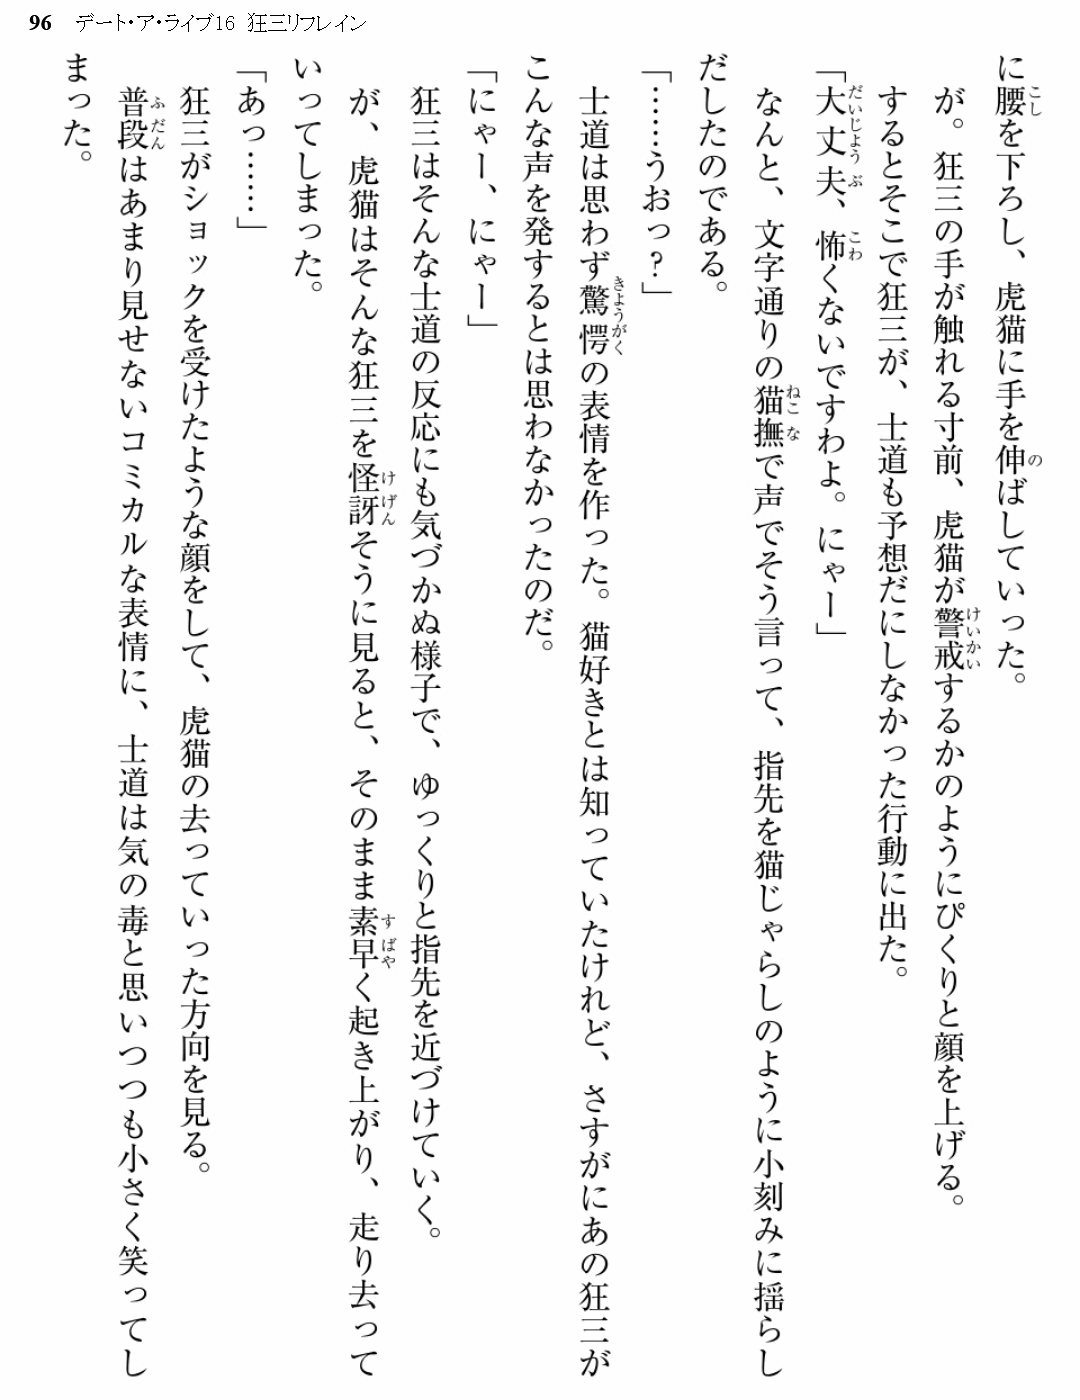 96 デート・ア・ライブ16 狂三リフレイン
に腰を下ろし、虎猫に手を伸ばしていった。
が。狂三の手が触れる寸前、虎猫が警戒するかのようにぴくりと顔を上げる。
するとそこで狂三が、士道も予想だにしなかった行動に出た。
「大丈夫、怖くないですわよ。にゃー」
なんと、文字通りの猫撫で声でそう言って、指先を猫じゃらしのように小刻みに揺らし
だしたのである。
「……うおっ？」
士道は思わず驚愕の表情を作った。猫好きとは知っていたけれど、さすがにあの狂三が
こんな声を発するとは思わなかったのだ。
「にゃー、にゃー」
狂三はそんな士道の反応にも気づかぬ様子で、ゆっくりと指先を近づけていく。
が、虎猫はそんな狂三を怪訝そうに見ると、そのまま素早く起き上がり、走り去って
いってしまった。
「あっ……」
狂三がショックを受けたような顔をして、虎猫の去っていった方向を見る。
普段はあまり見せないコミカルな表情に、士道は気の毒と思いつつも小さく笑ってし
まった。